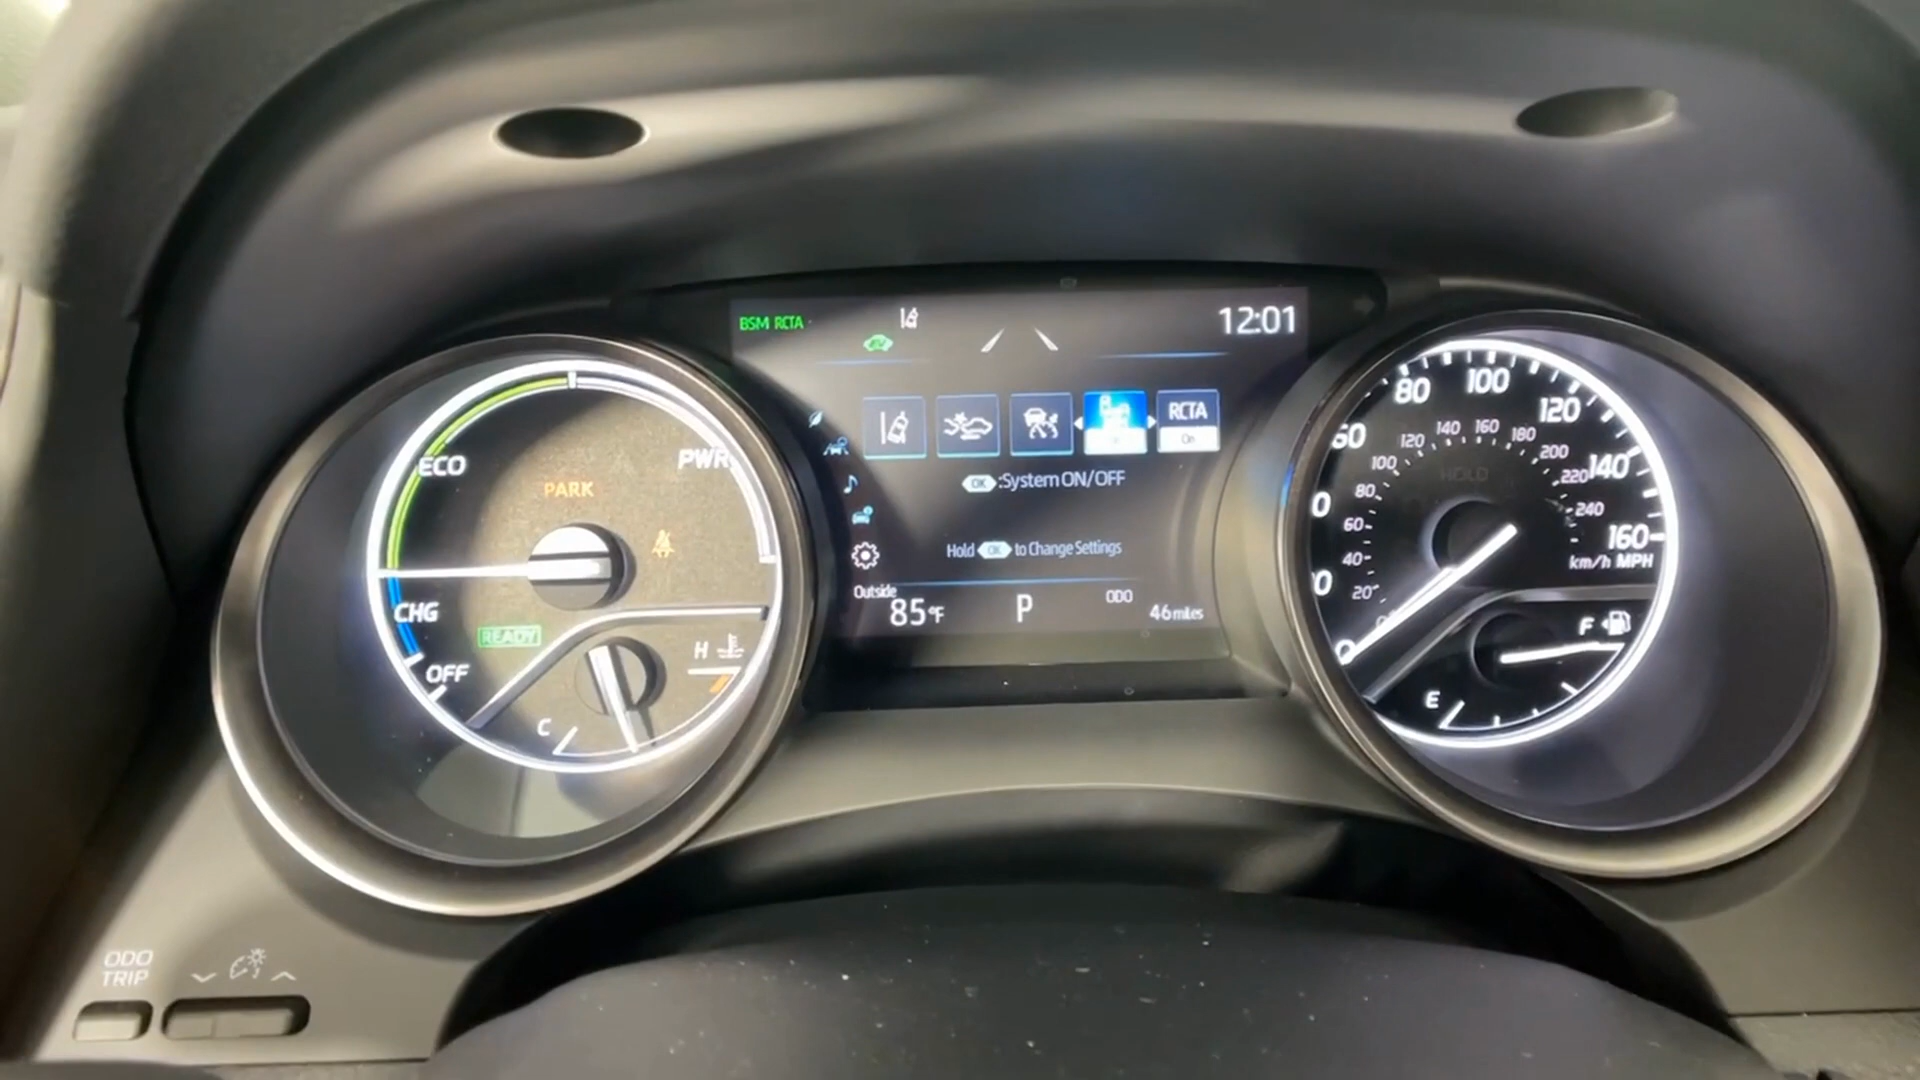 BSM RCTA
12:01
RCTA
On
OK :System ON/OFF
Hold OK to Change Settings
Outside
85°F
P
ODO
46 miles
ECO
PWR
PARK
CHG
READY
OFF
H
C
60
80
100
120
140
160
km/h MPH
20
40
60
80
100
120
140
160
180
200
220
240
HOLD
0
F
E
ODO
TRIP